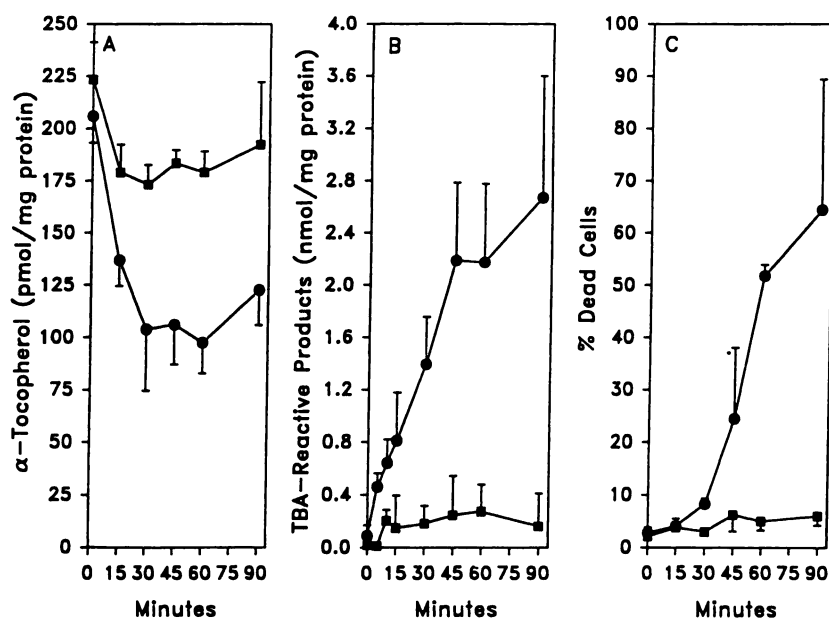 A
α-Tocopherol (pmol/mg protein)
250
225
200
175
150
125
100
75
50
25
0
0 15 30 45 60 75 90
Minutes
B
TBA-Reactive Products (nmol/mg protein)
4.0
3.6
3.2
2.8
2.4
2.0
1.6
1.2
0.8
0.4
0.0
0 15 30 45 60 75 90
Minutes
C
% Dead Cells
100
90
80
70
60
50
40
30
20
10
0
0 15 30 45 60 75 90
Minutes